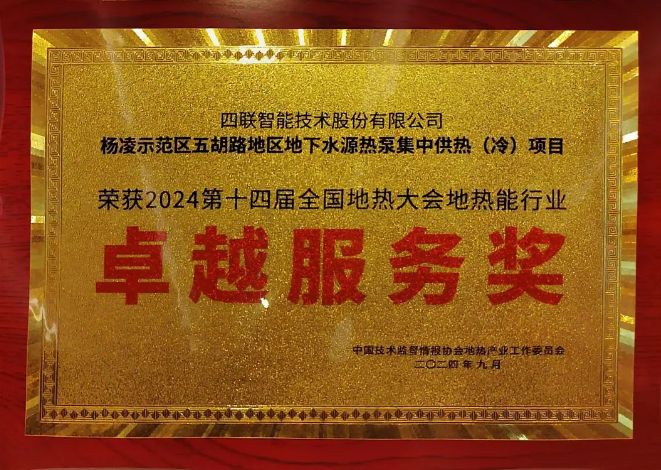 四联智能技术股份有限公司
杨凌示范区五胡路地区地下水源热泵集中供热（冷）项目
荣获2024第十四届全国地热大会地热能行业
卓越服务奖
中国技术监督情报协会地热产业工作委员会
二〇二四年九月